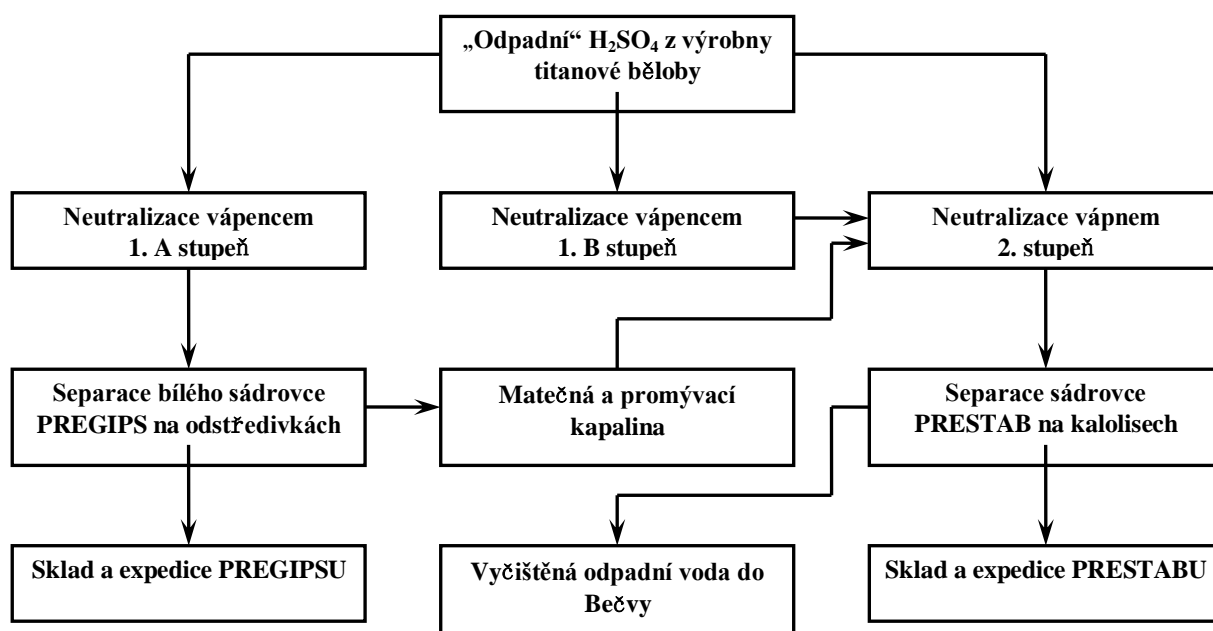 „Odpadní“ H₂SO₄ z výrobny
titanové běloby
Neutralizace vápencem
1. A stupeň
Neutralizace vápencem
1. B stupeň
Neutralizace vápnem
2. stupeň
Separace bílého sádrovce
PREGIPS na odstředivkách
Matečná a promývací
kapalina
Separace sádrovce
PRESTAB na kalolisech
Sklad a expedice PREGIPSU
Vyčištěná odpadní voda do
Bečvy
Sklad a expedice PRESTABU